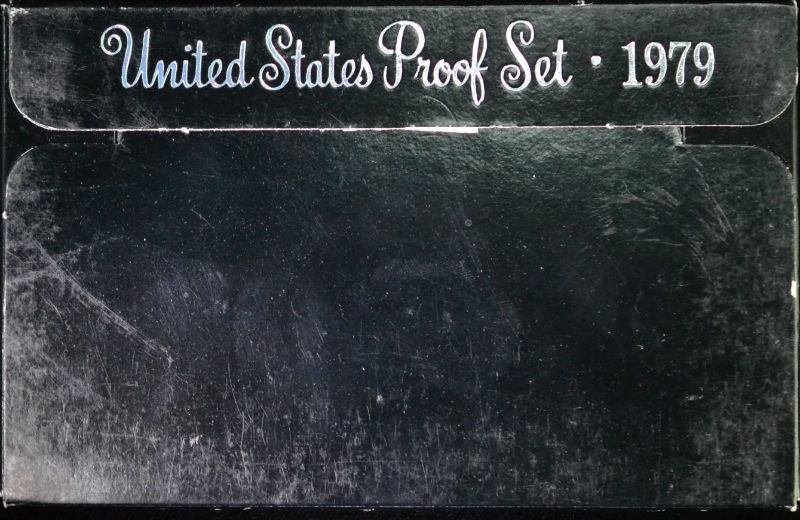 United States Proof Set • 1979